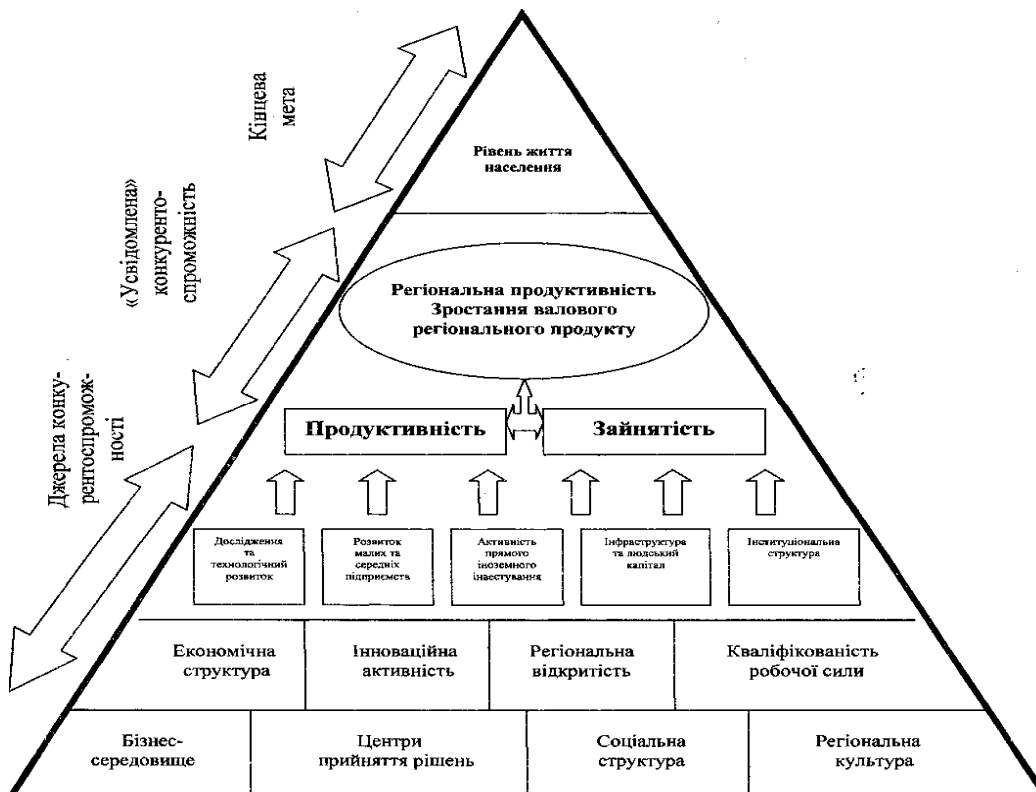 Кінцева
мета
«Усвідомлена»
конкуренто-
спроможність
Джерела конку-
рентоспромож-
ності
Рівень життя
населення
Регіональна продуктивність
Зростання валового
регіонального продукту
Продуктивність
Зайнятість
Дослідження
та
технологічний
розвиток
Розвиток
малих та
середніх
підприємств
Активність
прямого
іноземного
інвестування
Інфраструктура
та людський
капітал
Інституціональна
структура
Економічна
структура
Інноваційна
активність
Регіональна
відкритість
Кваліфікованість
робочої сили
Бізнес-
середовище
Центри
прийняття рішень
Соціальна
структура
Регіональна
культура